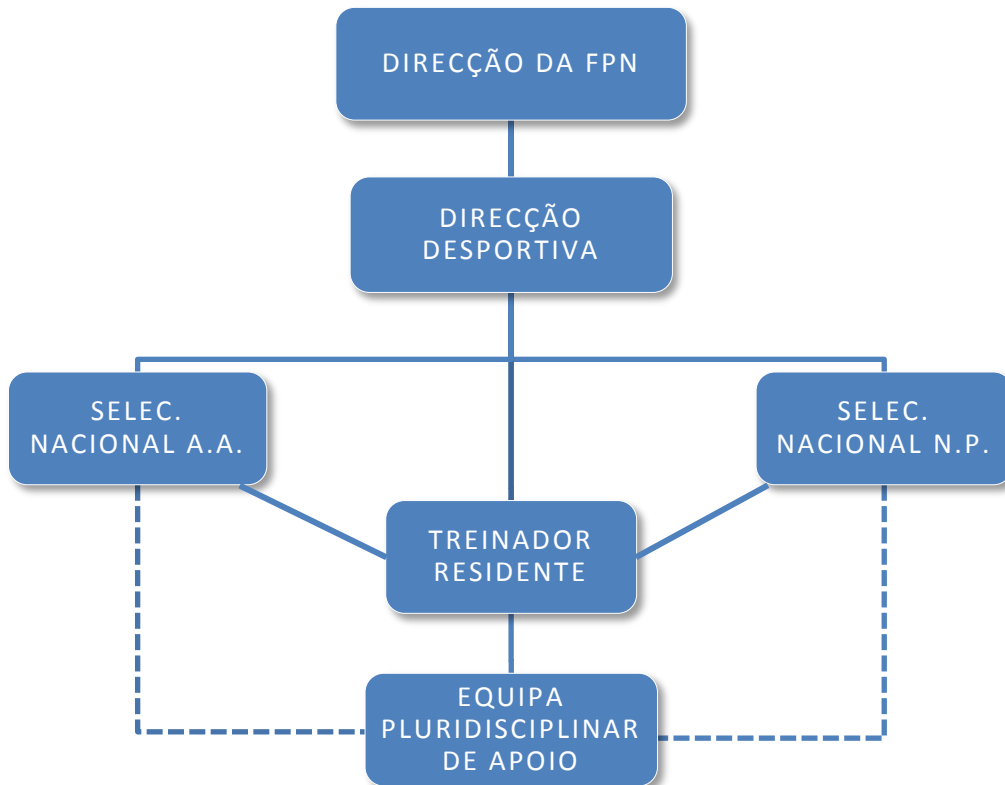 DIRECÇÃO DA FPN
DIRECÇÃO
DESPORTIVA
SELEC.
NACIONAL A.A.
SELEC.
NACIONAL N.P.
TREINADOR
RESIDENTE
EQUIPA
PLURIDISCIPLINAR
DE APOIO